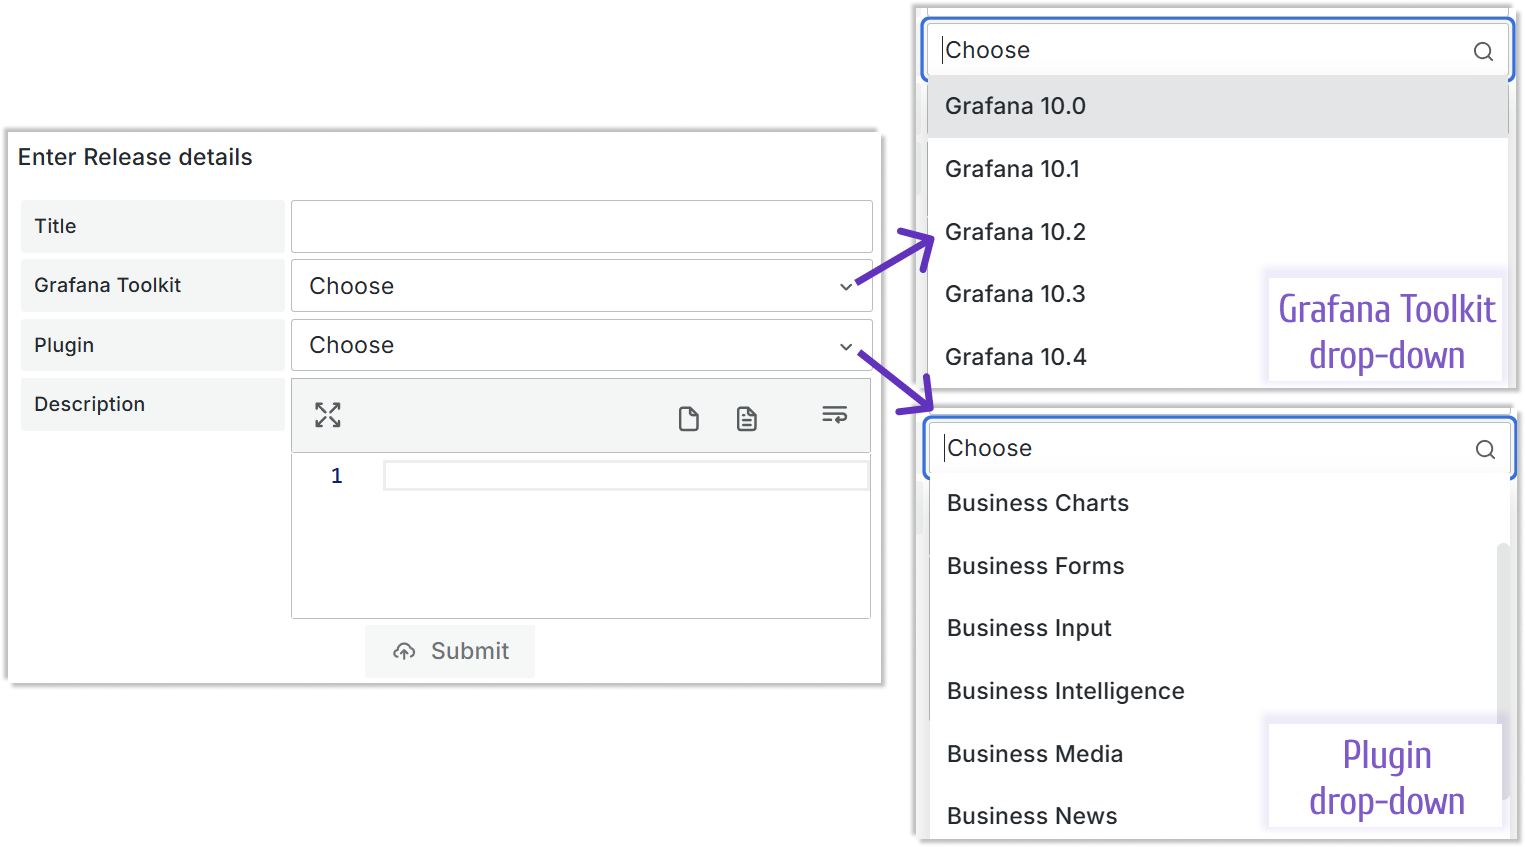 Enter Release details
Title
Grafana Toolkit
Choose
Plugin
Choose
Description
1
Submit
Choose
Grafana 10.0
Grafana 10.1
Grafana 10.2
Grafana 10.3
Grafana 10.4
Grafana Toolkit
drop-down
Choose
Business Charts
Business Forms
Business Input
Business Intelligence
Business Media
Business News
Plugin
drop-down